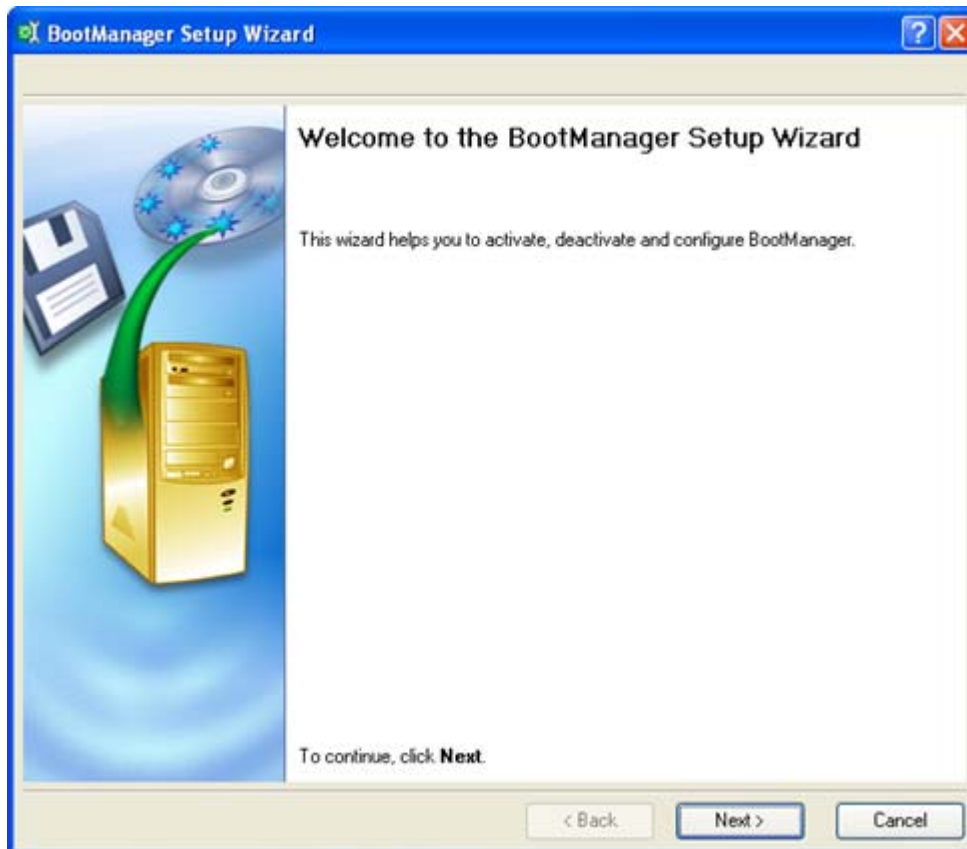 BootManager Setup Wizard
Welcome to the BootManager Setup Wizard
This wizard helps you to activate, deactivate and configure BootManager.
To continue, click Next.
< Back
Next >
Cancel